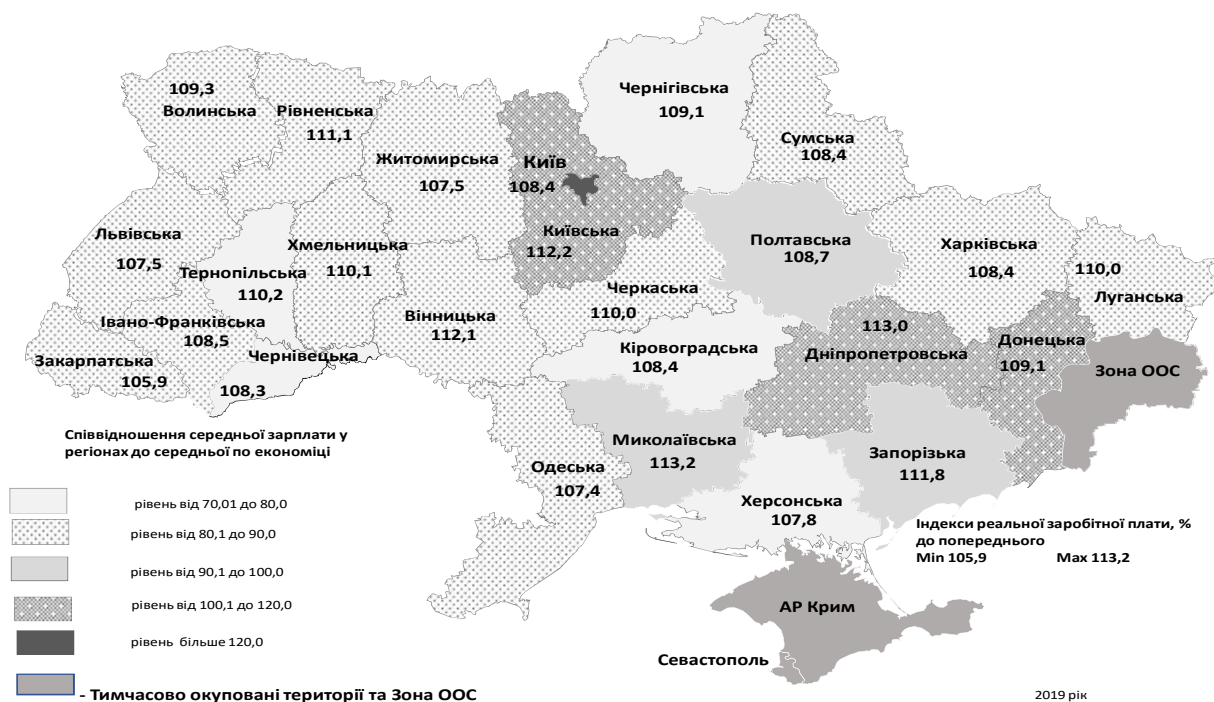 Чернігівська
109,1
109,3
Волинська
Рівненська
111,1
Сумська
108,4
Житомирська
107,5
Київ
108,4
Київська
112,2
Львівська
107,5
Хмельницька
110,1
Тернопільська
110,2
Полтавська
108,7
Харківська
108,4
110,0
Луганська
Черкаська
110,0
Вінницька
112,1
Івано-Франківська
108,5
Закарпатська
105,9
Чернівецька
108,3
Кіровоградська
108,4
113,0
Дніпропетровська
Донецька
109,1
Зона ООС
Миколаївська
113,2
Запорізька
111,8
Одеська
107,4
Херсонська
107,8
АР Крим
Севастополь
Співвідношення середньої зарплати у
регіонах до середньої по економіці
рівень від 70,01 до 80,0
рівень від 80,1 до 90,0
рівень від 90,1 до 100,0
рівень від 100,1 до 120,0
рівень більше 120,0
- Тимчасово окуповані території та Зона ООС
Індекси реальної заробітної плати, %
до попереднього
Min 105,9 Max 113,2
2019 рік